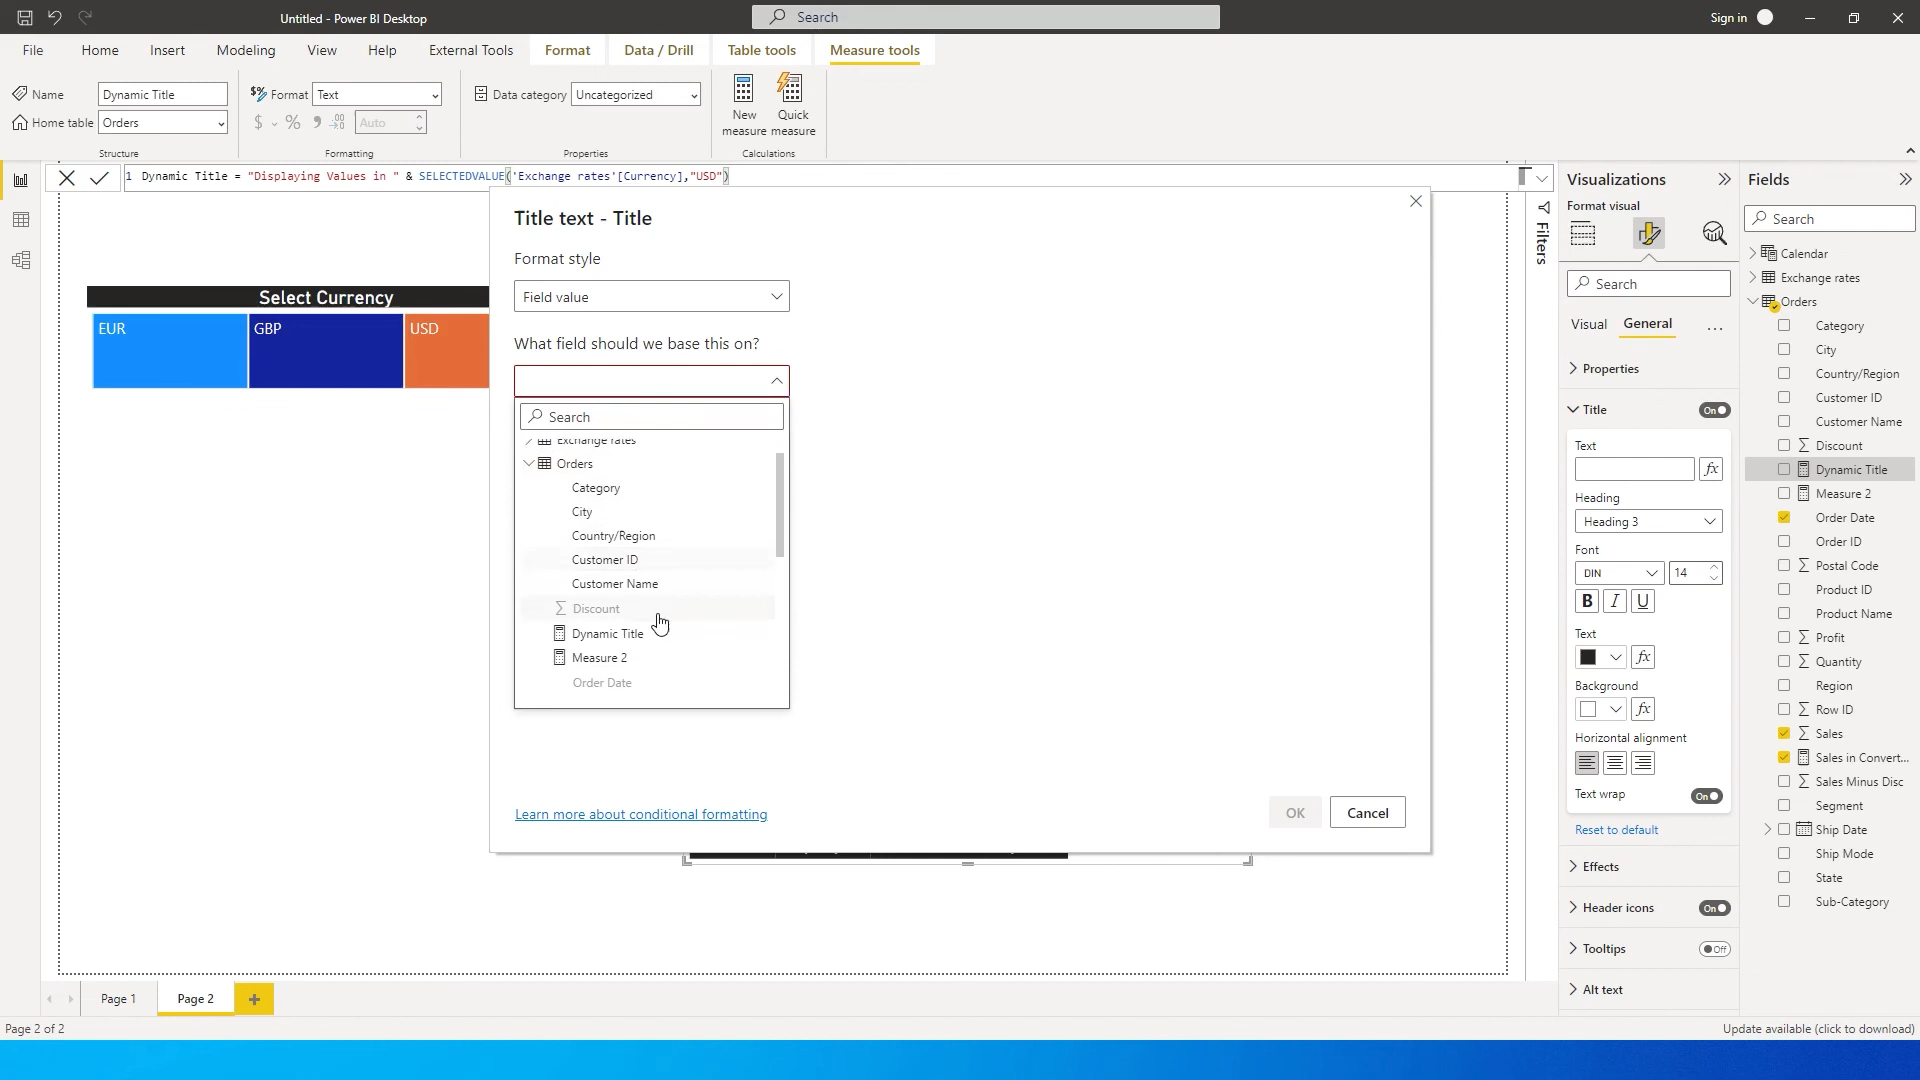 Untitled - Power BI Desktop
Search
Sign in
File Home Insert Modeling View Help External Tools Format Data / Drill Table tools Measure tools
Name Dynamic Title
Home table Orders
Structure
Format Text
$ % Auto
Formatting
Data category Uncategorized
Properties
New measure
Quick measure
Calculations
1 Dynamic Title = "Displaying Values in " & SELECTEDVALUE('Exchange rates'[Currency],"USD")
Select Currency
EUR GBP USD
Title text - Title
Format style
Field value
What field should we base this on?
Search
Exchange rates
Orders
Category
City
Country/Region
Customer ID
Customer Name
Discount
Dynamic Title
Measure 2
Order Date
Learn more about conditional formatting
OK Cancel
Filters
Visualizations
Format visual
Search
Visual General ...
Properties
Title On
Text
fx
Heading
Heading 3
Font
DIN 14
B I U
Text
fx
Background
fx
Horizontal alignment
Text wrap On
Reset to default
Effects
Header icons On
Tooltips Off
Alt text
Fields
Search
Calendar
Exchange rates
Orders
Category
City
Country/Region
Customer ID
Customer Name
Discount
Dynamic Title
Measure 2
Order Date
Order ID
Postal Code
Product ID
Product Name
Profit
Quantity
Region
Row ID
Sales
Sales in Convert...
Sales Minus Disc
Segment
Ship Date
Ship Mode
State
Sub-Category
Page 1 Page 2 +
Page 2 of 2
Update available (click to download)